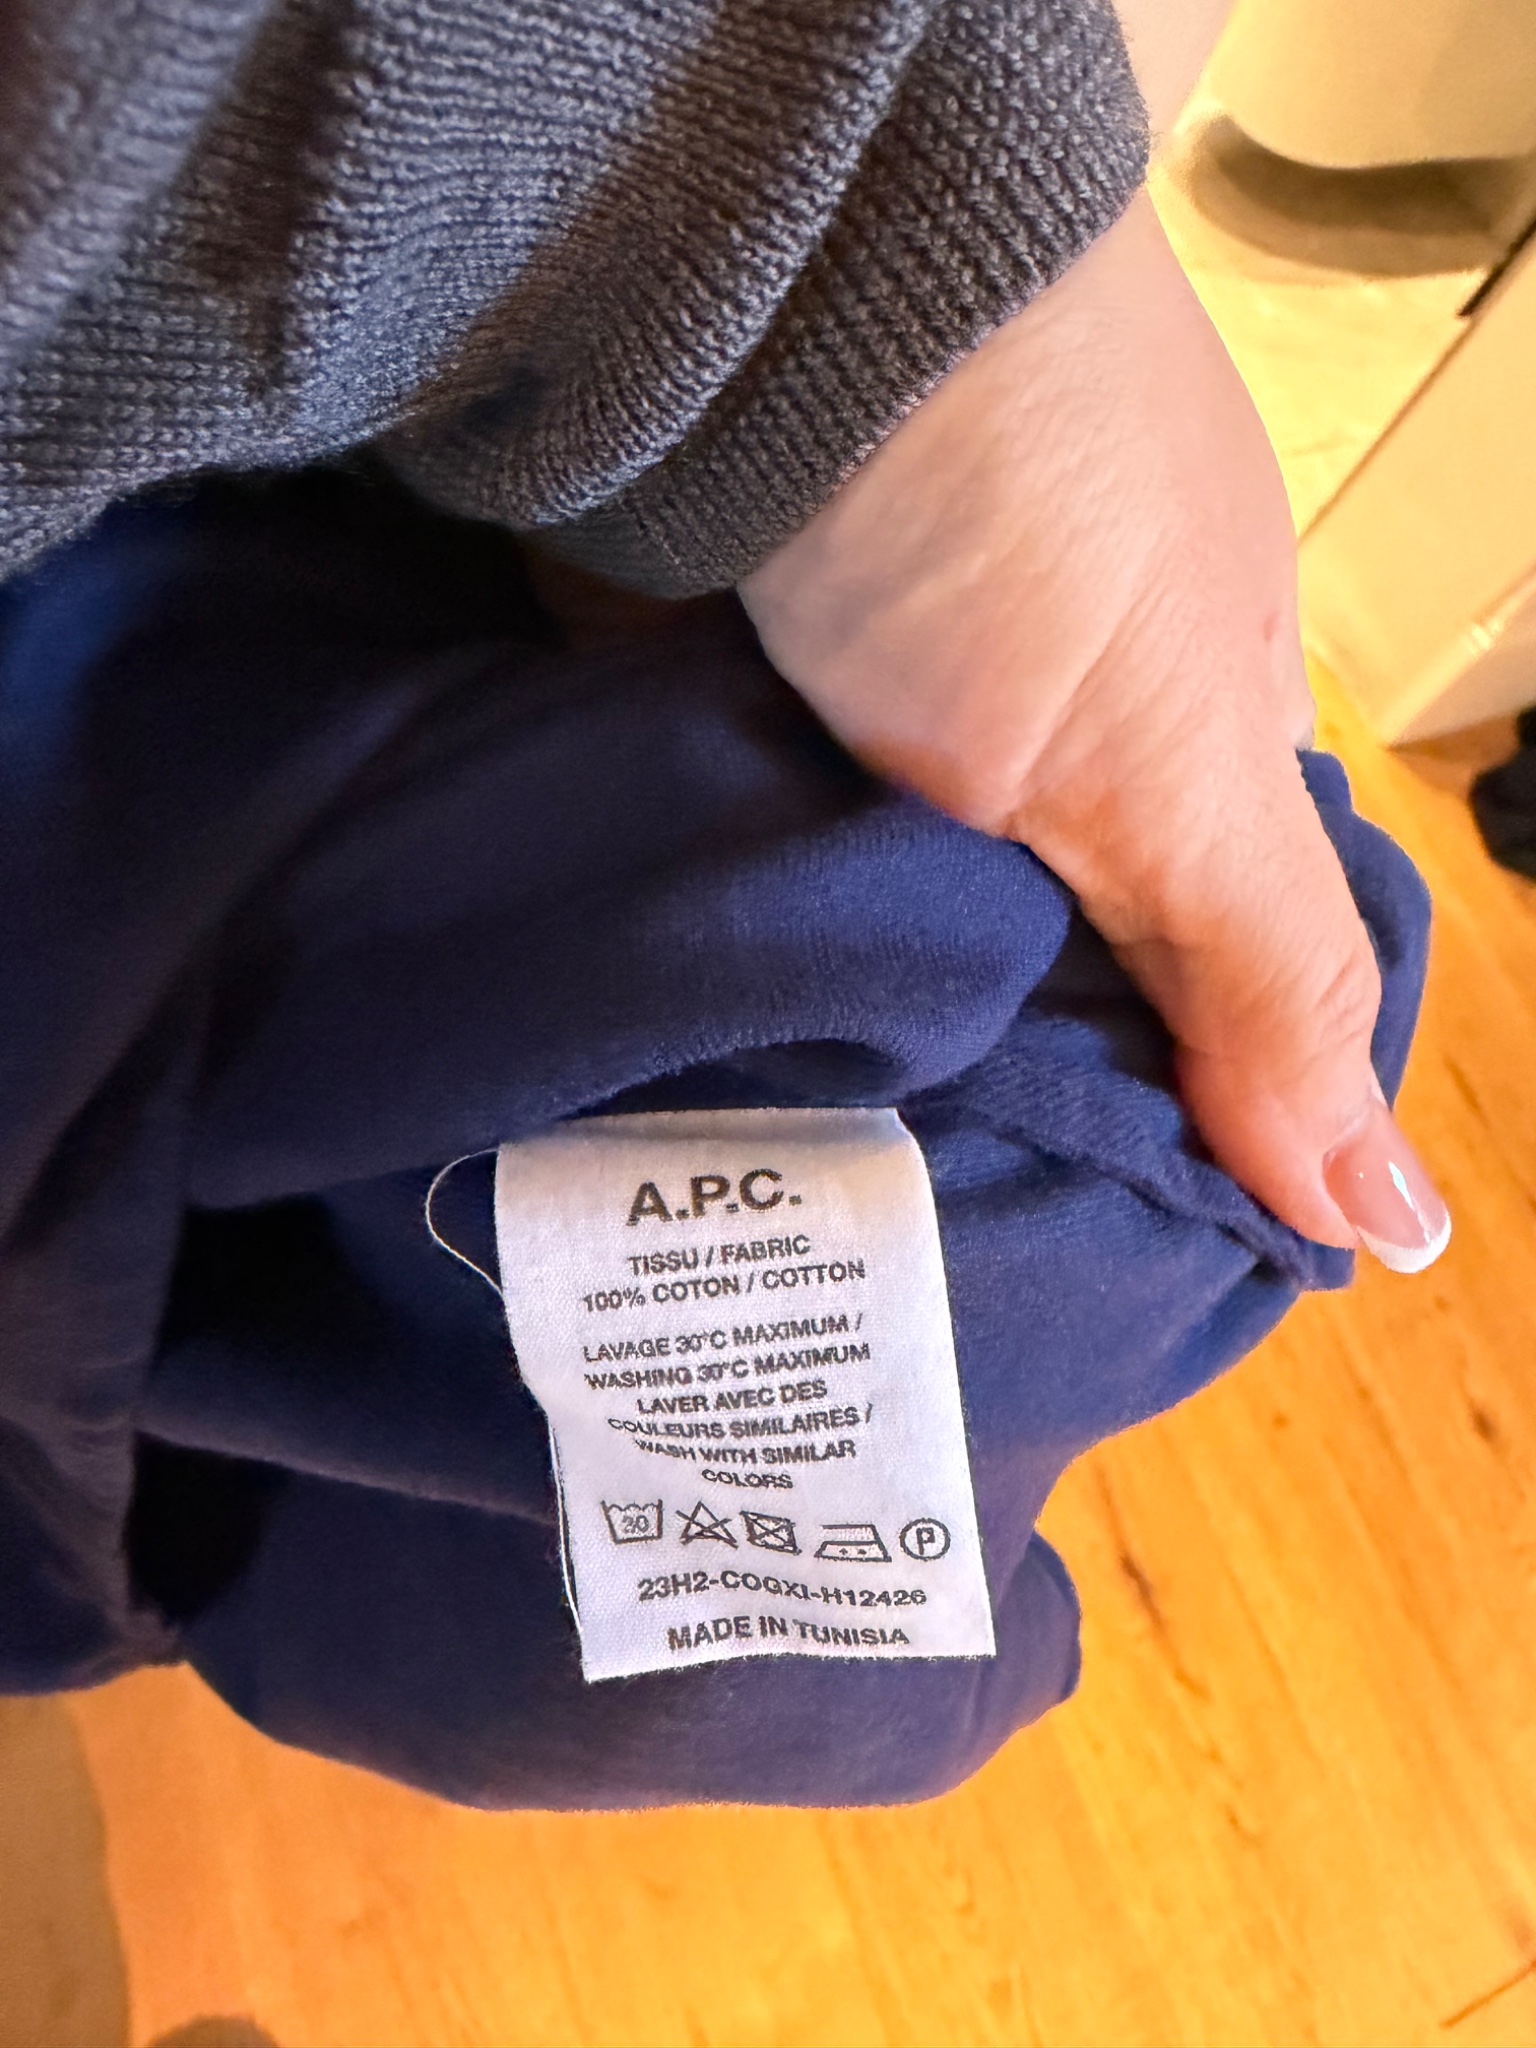 A.P.C.
TISSU / FABRIC
100% COTON / COTTON
LAVAGE 30°C MAXIMUM /
WASHING 30°C MAXIMUM
LAVER AVEC DES
COULEURS SIMILAIRES /
WASH WITH SIMILAR
COLORS
30 P
23H2-COGXI-H12426
MADE IN TUNISIA